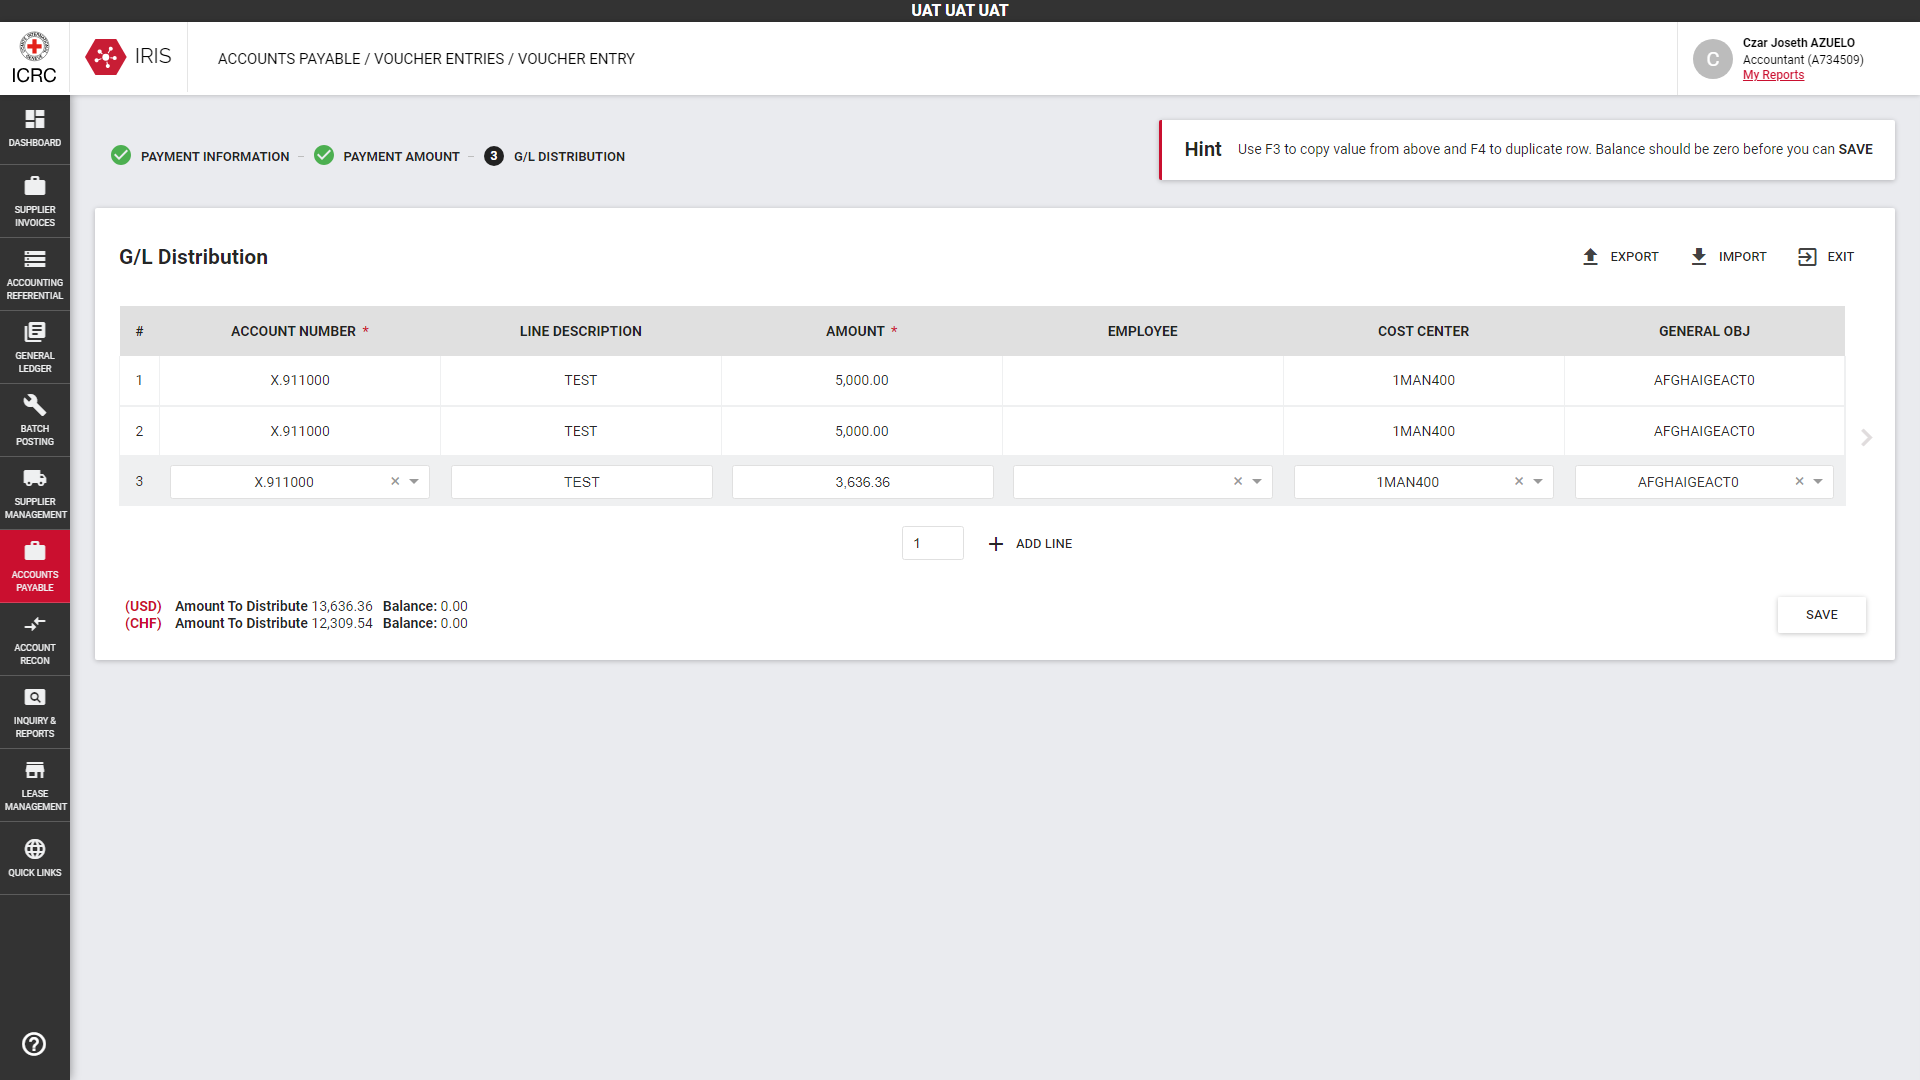 UAT UAT UAT
ICRC
IRIS
ACCOUNTS PAYABLE / VOUCHER ENTRIES / VOUCHER ENTRY
C
Czar Joseth AZUELO
Accountant (A734509)
My Reports
DASHBOARD
SUPPLIER
INVOICES
ACCOUNTING
REFERENTIAL
GENERAL
LEDGER
BATCH
POSTING
SUPPLIER
MANAGEMENT
ACCOUNTS
PAYABLE
ACCOUNT
RECON
INQUIRY &
REPORTS
LEASE
MANAGEMENT
QUICK LINKS
PAYMENT INFORMATION
PAYMENT AMOUNT
3 G/L DISTRIBUTION
Hint Use F3 to copy value from above and F4 to duplicate row. Balance should be zero before you can SAVE
G/L Distribution
EXPORT IMPORT EXIT
# ACCOUNT NUMBER * LINE DESCRIPTION AMOUNT * EMPLOYEE COST CENTER GENERAL OBJ
1 X.911000 TEST 5,000.00 1MAN400 AFGHAIGEACT0
2 X.911000 TEST 5,000.00 1MAN400 AFGHAIGEACT0
3 X.911000 TEST 3,636.36 1MAN400 AFGHAIGEACT0
1 ADD LINE
(USD) Amount To Distribute 13,636.36 Balance: 0.00
(CHF) Amount To Distribute 12,309.54 Balance: 0.00
SAVE